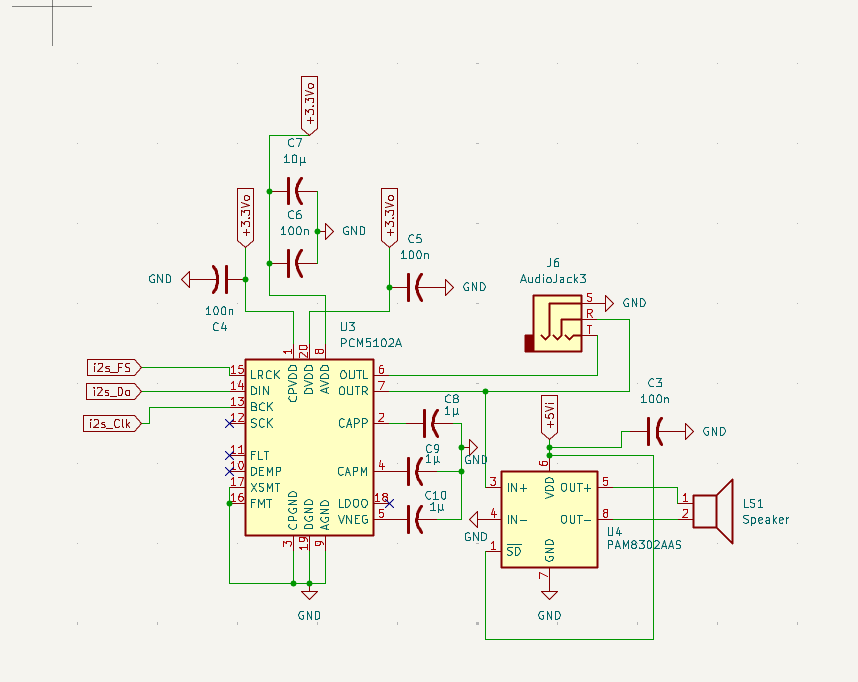 +3.3Vo
C7
10µ
+3.3Vo
C6
100n
GND
+3.3Vo
C5
100n
GND
100n
C4
GND
J6
AudioJack3
S
GND
R
T
U3
PCM5102A
1
20
8
i2s_FS
15
LRCK
CPVDD
DVDD
AVDD
OUTL
6
i2s_Do
14
DIN
OUTR
7
13
BCK
i2s_Clk
12
SCK
CAPP
2
C8
1µ
11
FLT
10
DEMP
CAPM
4
C9
1µ
GND
17
XSMT
16
FMT
LDOO
18
CPGND
DGND
AGND
VNEG
5
C10
1µ
3
19
9
GND
+5Vi
C3
100n
GND
6
3
IN+
VDD
OUT+
5
1
LS1
4
IN-
OUT-
8
2
Speaker
GND
U4
PAM8302AAS
1
SD
GND
7
GND